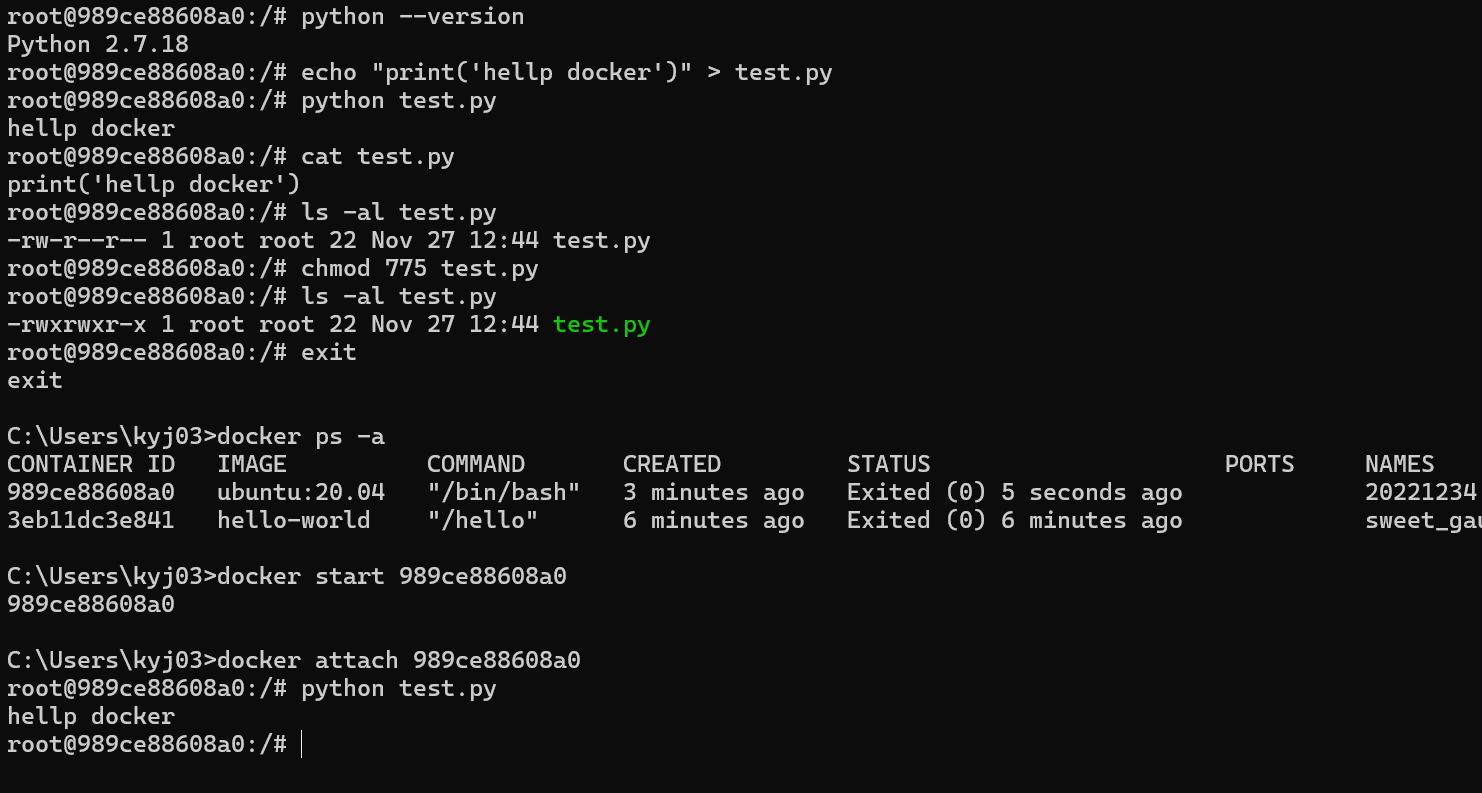 root@989ce88608a0:/# python --version
Python 2.7.18
root@989ce88608a0:/# echo "print('hellp docker')" > test.py
root@989ce88608a0:/# python test.py
hellp docker
root@989ce88608a0:/# cat test.py
print('hellp docker')
root@989ce88608a0:/# ls -al test.py
-rw-r--r-- 1 root root 22 Nov 27 12:44 test.py
root@989ce88608a0:/# chmod 775 test.py
root@989ce88608a0:/# ls -al test.py
-rwxrwxr-x 1 root root 22 Nov 27 12:44 test.py
root@989ce88608a0:/# exit
exit
C:\Users\kyj03>docker ps -a
CONTAINER ID   IMAGE          COMMAND       CREATED         STATUS                     PORTS     NAMES
989ce88608a0   ubuntu:20.04   "/bin/bash"   3 minutes ago   Exited (0) 5 seconds ago             20221234
3eb11dc3e841   hello-world    "/hello"      6 minutes ago   Exited (0) 6 minutes ago             sweet_ga
C:\Users\kyj03>docker start 989ce88608a0
989ce88608a0
C:\Users\kyj03>docker attach 989ce88608a0
root@989ce88608a0:/# python test.py
hellp docker
root@989ce88608a0:/#